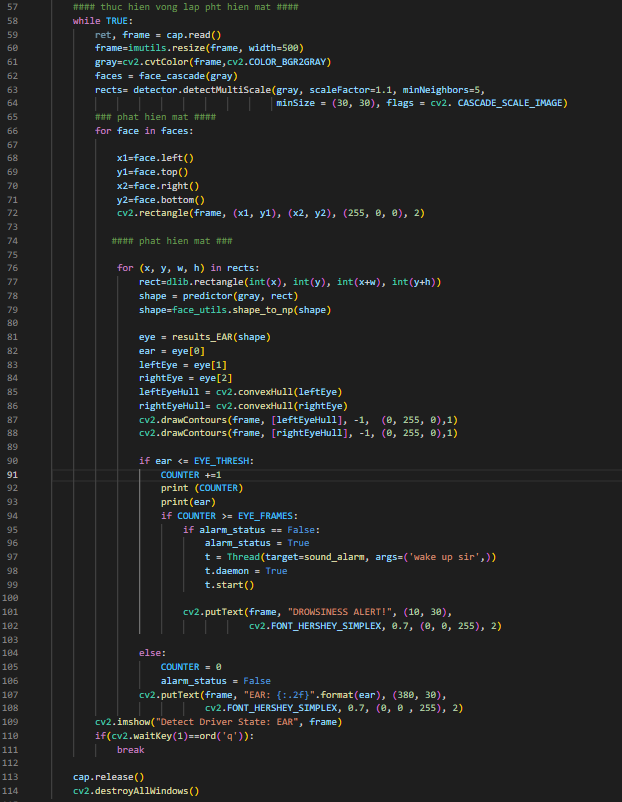 57 #### thuc hien vong lap pht hien mat ####
58 while TRUE:
59 ret, frame = cap.read()
60 frame=imutils.resize(frame, width=500)
61 gray=cv2.cvtColor(frame,cv2.COLOR_BGR2GRAY)
62 faces = face_cascade(gray)
63 rects= detector.detectMultiScale(gray, scaleFactor=1.1, minNeighbors=5,
64 minSize = (30, 30), flags = cv2. CASCADE_SCALE_IMAGE)
65 ### phat hien mat ####
66 for face in faces:
67
68 x1=face.left()
69 y1=face.top()
70 x2=face.right()
71 y2=face.bottom()
72 cv2.rectangle(frame, (x1, y1), (x2, y2), (255, 0, 0), 2)
73
74 #### phat hien mat ###
75
76 for (x, y, w, h) in rects:
77 rect=dlib.rectangle(int(x), int(y), int(x+w), int(y+h))
78 shape = predictor(gray, rect)
79 shape=face_utils.shape_to_np(shape)
80
81 eye = results_EAR(shape)
82 ear = eye[0]
83 leftEye = eye[1]
84 rightEye = eye[2]
85 leftEyeHull = cv2.convexHull(leftEye)
86 rightEyeHull= cv2.convexHull(rightEye)
87 cv2.drawContours(frame, [leftEyeHull], -1,  (0, 255, 0),1)
88 cv2.drawContours(frame, [rightEyeHull], -1, (0, 255, 0),1)
89
90 if ear <= EYE_THRESH:
91 COUNTER +=1
92 print (COUNTER)
93 print(ear)
94 if COUNTER >= EYE_FRAMES:
95 if alarm_status == False:
96 alarm_status = True
97 t = Thread(target=sound_alarm, args=('wake up sir',))
98 t.daemon = True
99 t.start()
100
101 cv2.putText(frame, "DROWSINESS ALERT!", (10, 30),
102 cv2.FONT_HERSHEY_SIMPLEX, 0.7, (0, 0, 255), 2)
103
104 else:
105 COUNTER = 0
106 alarm_status = False
107 cv2.putText(frame, "EAR: {:.2f}".format(ear), (380, 30),
108 cv2.FONT_HERSHEY_SIMPLEX, 0.7, (0, 0 , 255), 2)
109 cv2.imshow("Detect Driver State: EAR", frame)
110 if(cv2.waitKey(1)==ord('q')):
111 break
112
113 cap.release()
114 cv2.destroyAllWindows()